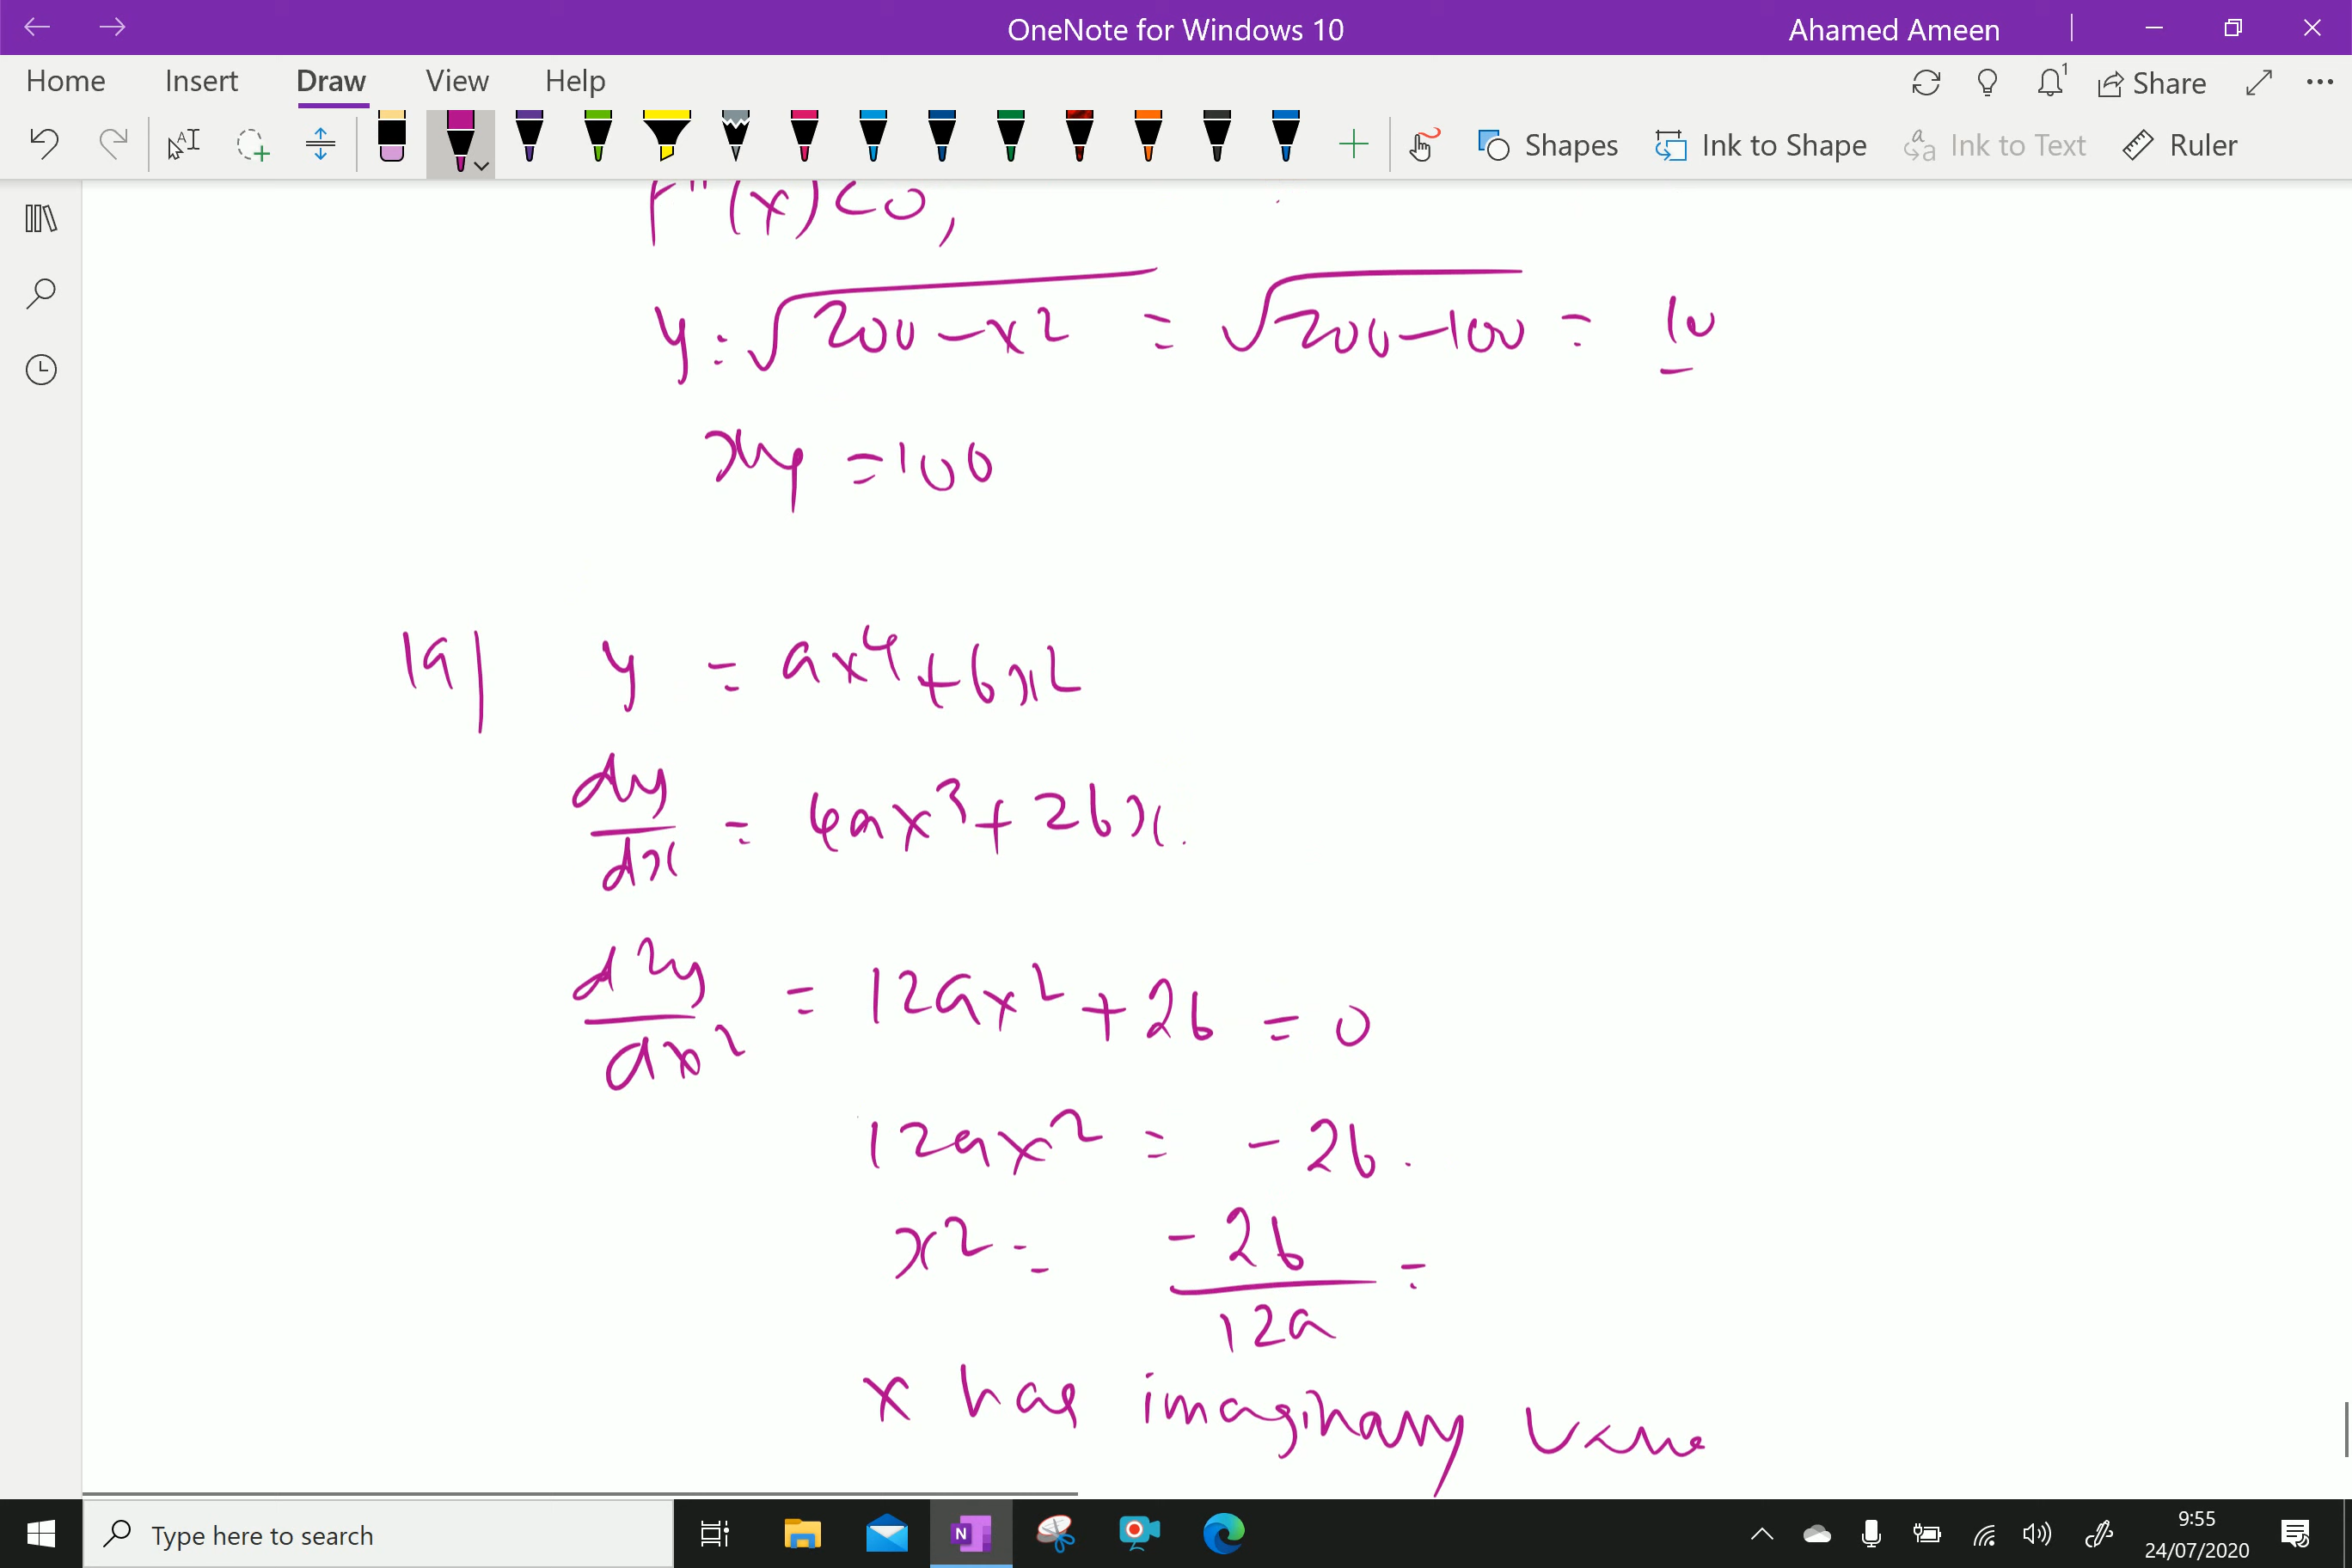 OneNote for Windows 10
Ahamed Ameen
Home Insert Draw View Help
1
Share
Shapes Ink to Shape Ink to Text Ruler
f"(x) <0,
y = √200-x2 = √200-100 = 10
xy = 100
19) y = ax4+bx2
dy/dx = 4ax3+2bx.
d2y/dx2 = 12ax2+2b = 0
12ax2 = -2b.
x2 = -2b/12a =
x has imaginary value
Type here to search
9:55
24/07/2020